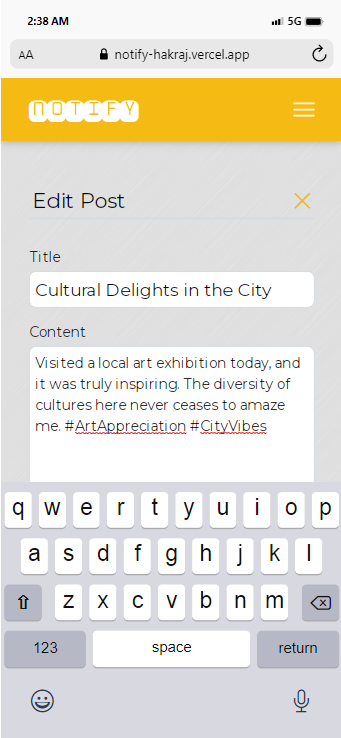 2:38 AM 5G
AA notify-hakraj.vercel.app
NOTIFY
Edit Post
Title
Cultural Delights in the City
Content
Visited a local art exhibition today, and
it was truly inspiring. The diversity of
cultures here never ceases to amaze
me. #ArtAppreciation #CityVibes
q w e r t y u i o p
a s d f g h j k l
z x c v b n m
123 space return